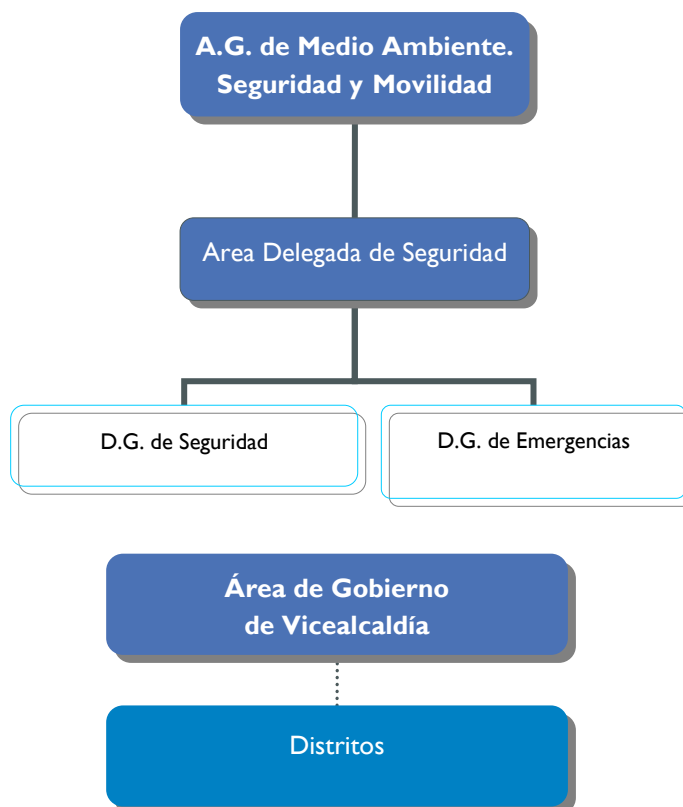 A.G. de Medio Ambiente.
Seguridad y Movilidad
Area Delegada de Seguridad
D.G. de Seguridad
D.G. de Emergencias
Área de Gobierno
de Vicealcaldía
Distritos